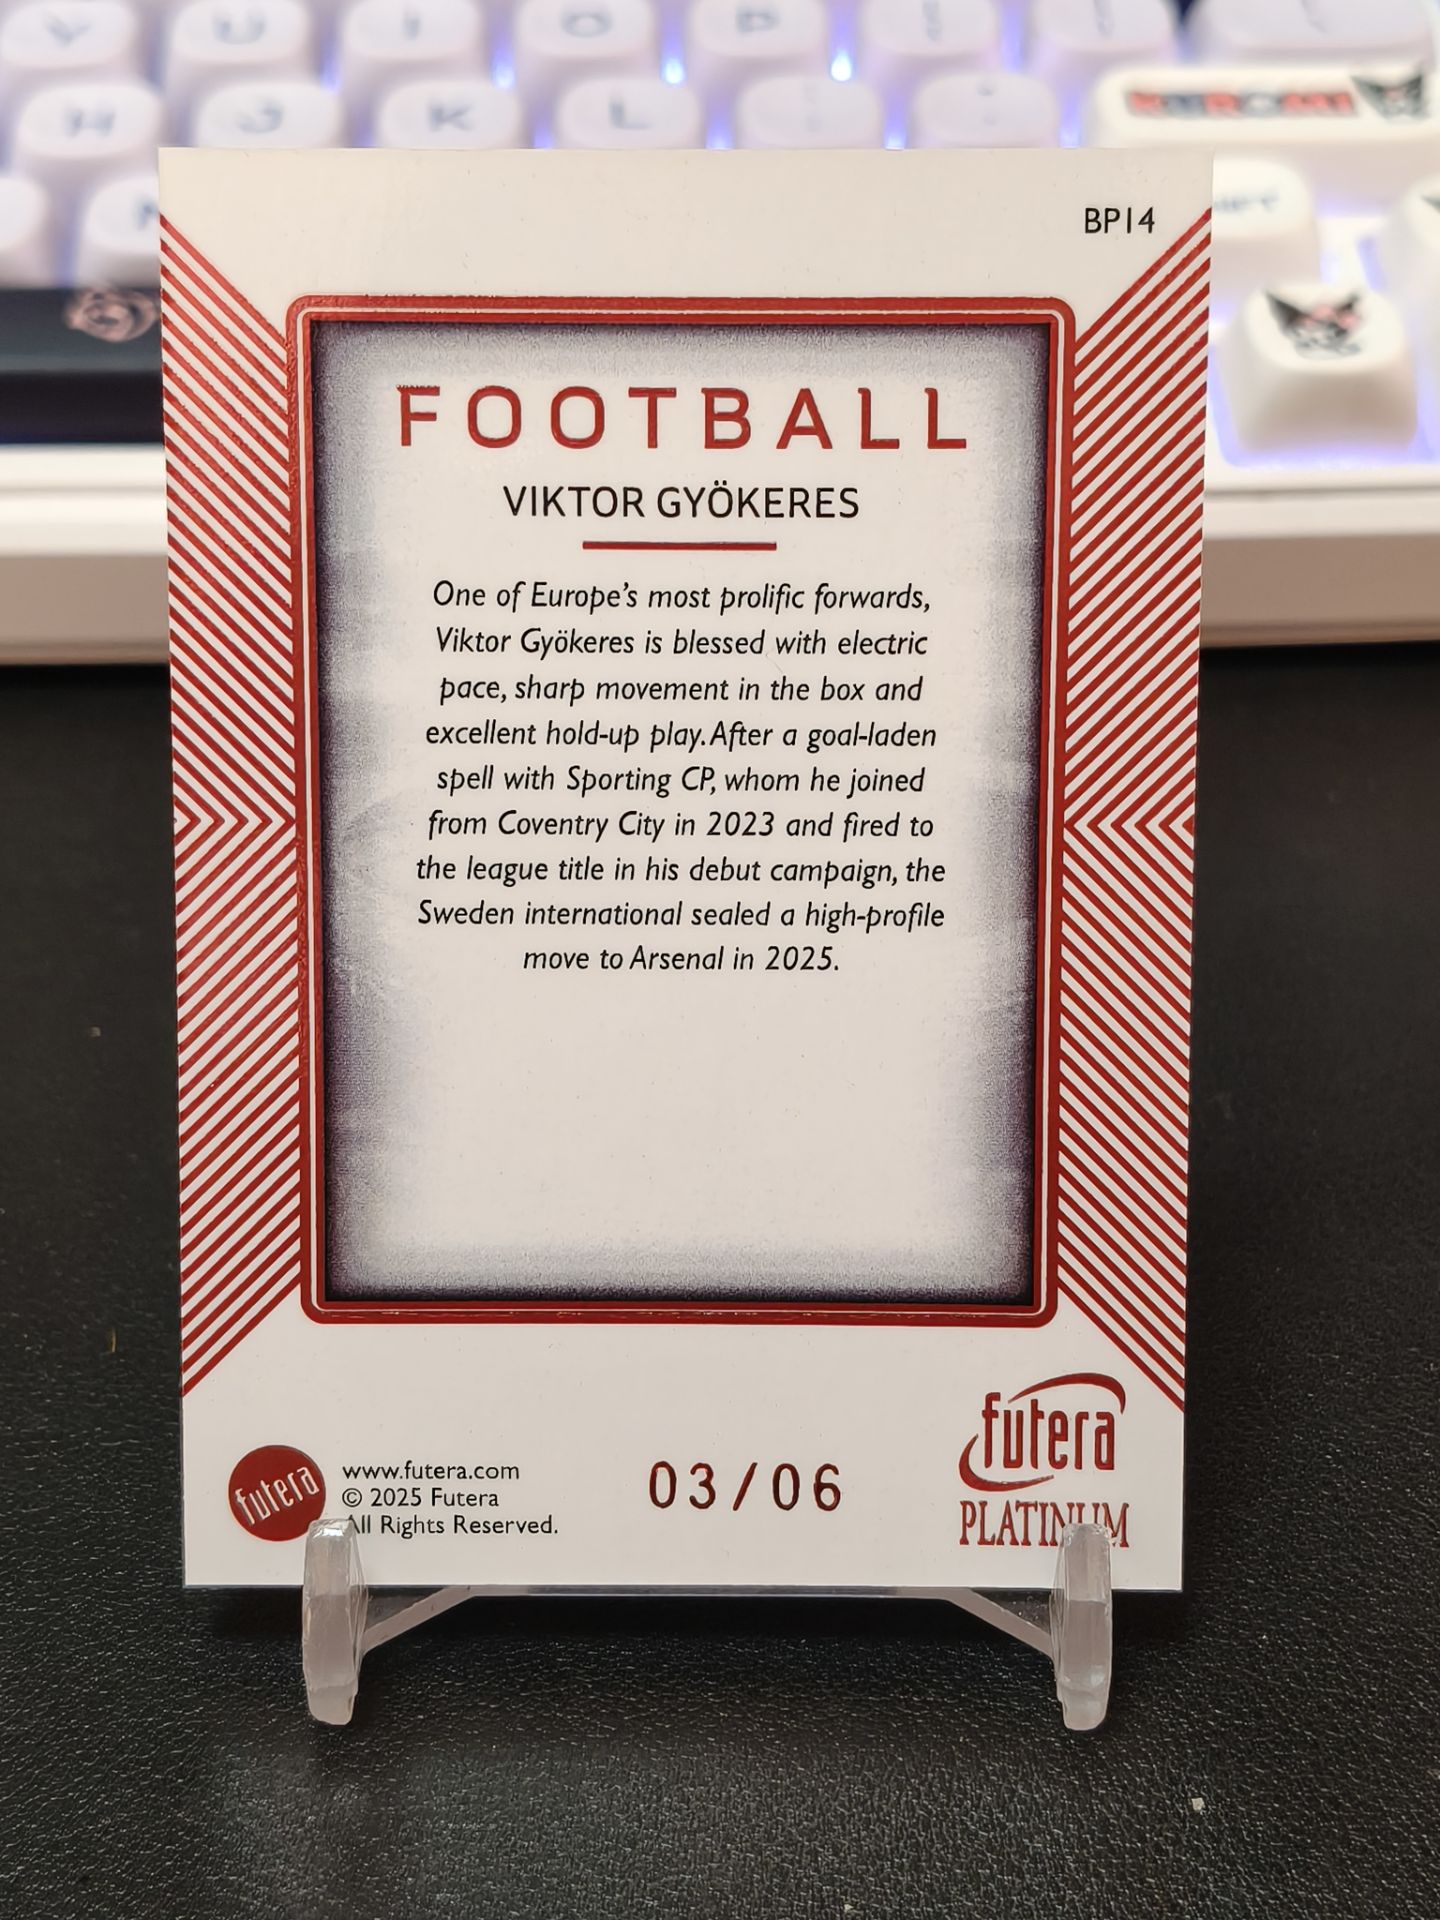 Y U I O P [ ]
H J K L ; '
KUROMI
N
BP14
FOOTBALL
VIKTOR GYÖKERES
One of Europe's most prolific forwards,
Viktor Gyökeres is blessed with electric
pace, sharp movement in the box and
excellent hold-up play. After a goal-laden
spell with Sporting CP, whom he joined
from Coventry City in 2023 and fired to
the league title in his debut campaign, the
Sweden international sealed a high-profile
move to Arsenal in 2025.
futera
www.futera.com
© 2025 Futera
All Rights Reserved.
03/06
futera
PLATINUM